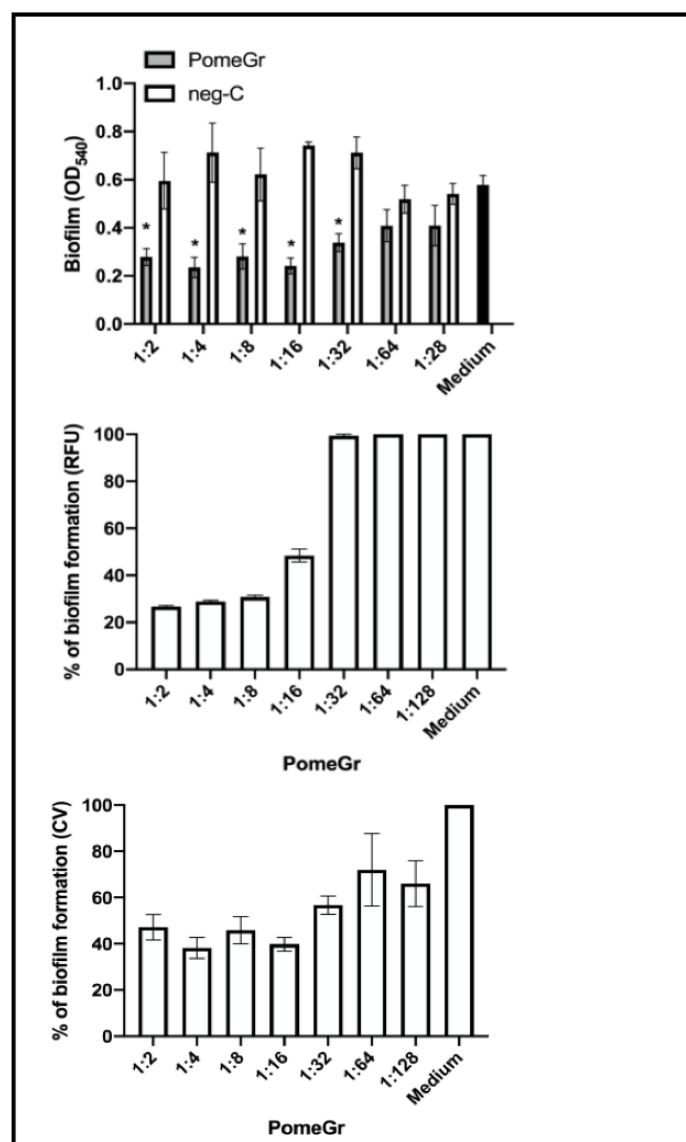 PomeGr
neg-C
Biofilm (OD540)
1.0
0.8
0.6
0.4
0.2
0.0
* * * * *
1:2 1:4 1:8 1:16 1:32 1:64 1:28 Medium
% of biofilm formation (RFU)
100
80
60
40
20
0
1:2 1:4 1:8 1:16 1:32 1:64 1:128 Medium
PomeGr
% of biofilm formation (CV)
100
80
60
40
20
0
1:2 1:4 1:8 1:16 1:32 1:64 1:128 Medium
PomeGr